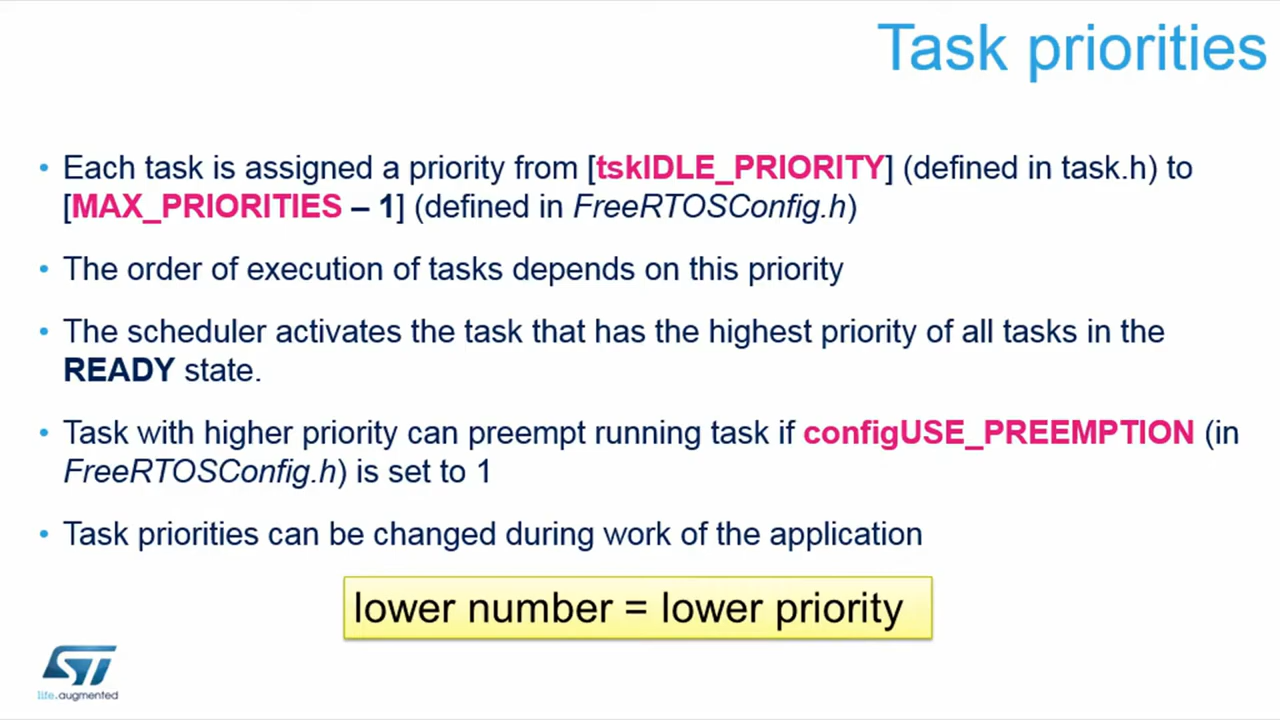 Task priorities
• Each task is assigned a priority from [tskIDLE_PRIORITY] (defined in task.h) to
[MAX_PRIORITIES – 1] (defined in FreeRTOSConfig.h)
• The order of execution of tasks depends on this priority
• The scheduler activates the task that has the highest priority of all tasks in the
READY state.
• Task with higher priority can preempt running task if configUSE_PREEMPTION (in
FreeRTOSConfig.h) is set to 1
• Task priorities can be changed during work of the application
lower number = lower priority
ST
life.augmented